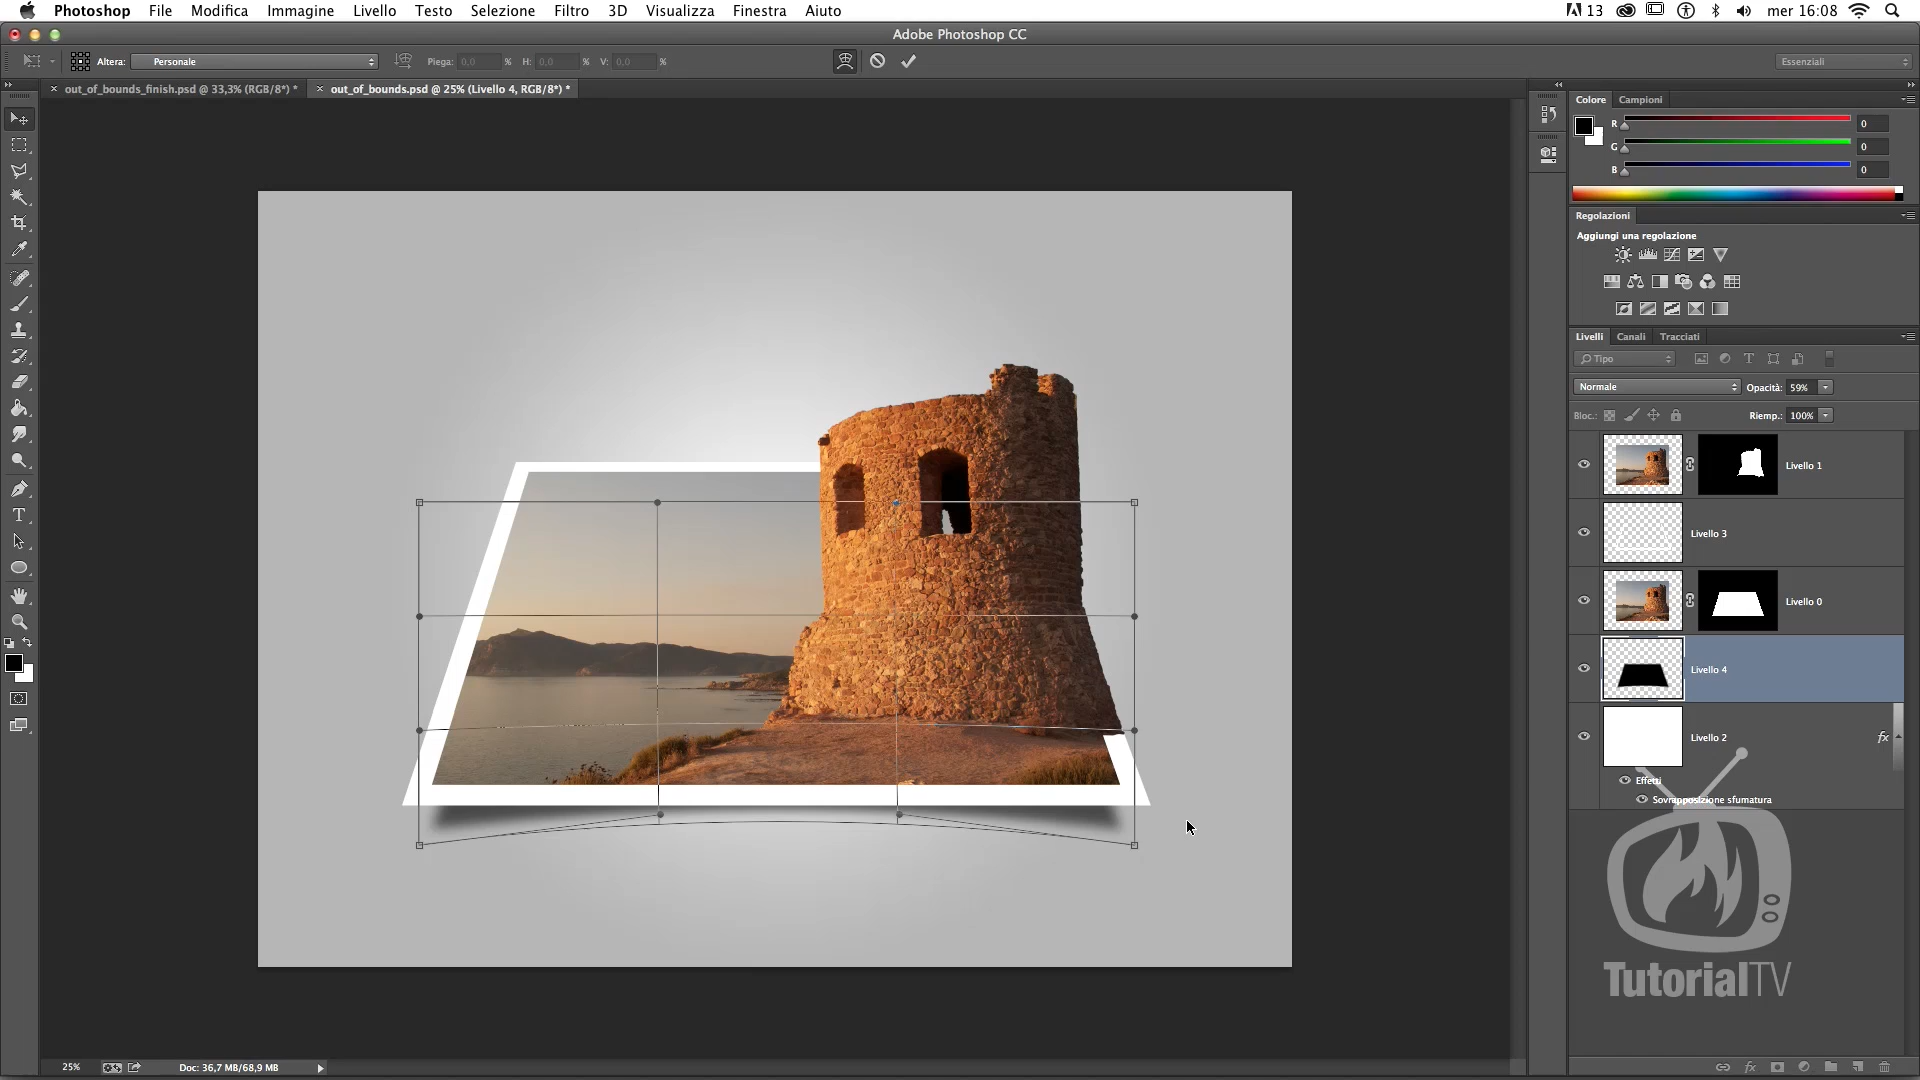 Photoshop File Modifica Immagine Livello Testo Selezione Filtro 3D Visualizza Finestra Aiuto 13 mer 16:08
Adobe Photoshop CC
Altera: Personale Piega: 0,0 % H: 0,0 % V: 0,0 % Essenziali
out_of_bounds_finish.psd @ 33,3% (RGB/8*) * out_of_bounds.psd @ 25% (Livello 4, RGB/8*) *
Colore Campioni
R 0
G 0
B 0
Regolazioni
Aggiungi una regolazione
Livelli Canali Tracciati
Tipo
Normale Opacità: 59%
Bloc.: Riemp.: 100%
Livello 1
Livello 3
Livello 0
Livello 4
Livello 2 fx
Effetti
Sovrapposizione sfumatura
TutorialTV
25% Doc: 36,7 MB/68,9 MB fx